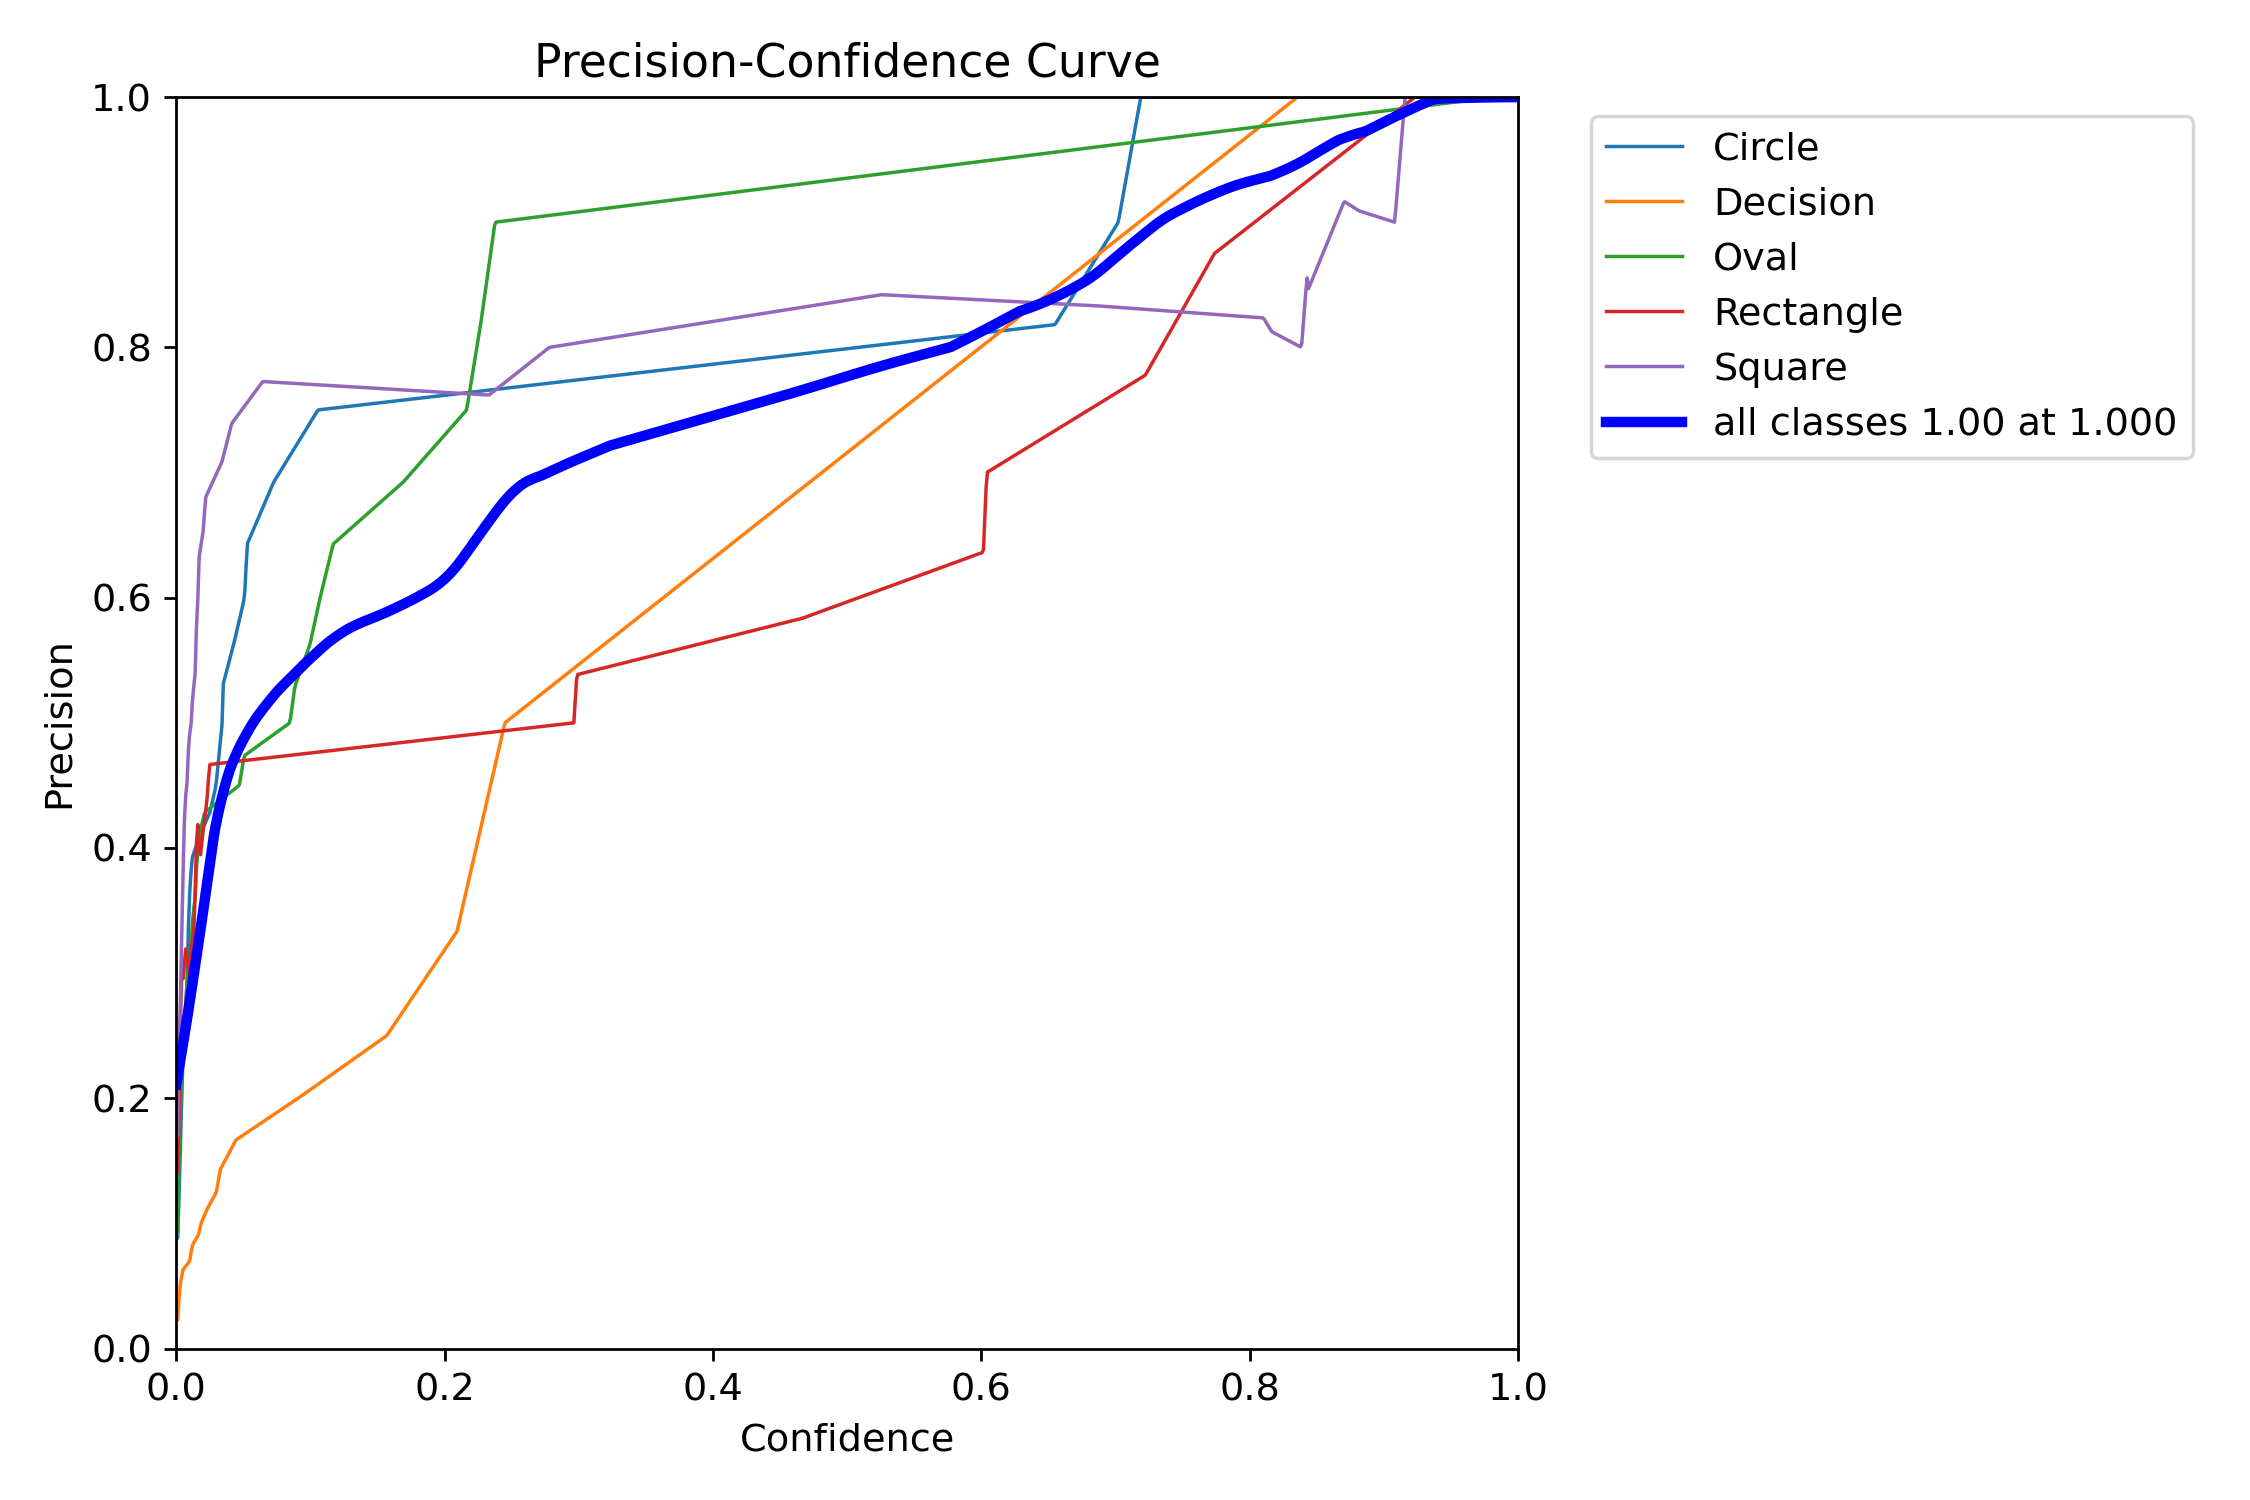 Precision-Confidence Curve
1.0
0.8
0.6
0.4
0.2
0.0
Precision
0.0 0.2 0.4 0.6 0.8 1.0
Confidence
Circle
Decision
Oval
Rectangle
Square
all classes 1.00 at 1.000